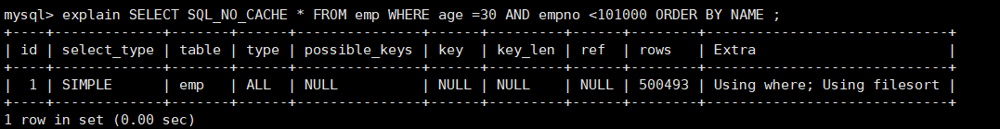 mysql> explain SELECT SQL_NO_CACHE * FROM emp WHERE age =30 AND empno <101000 ORDER BY NAME ;
+----+-------------+-------+------+---------------+------+---------+------+--------+-----------------------------+
| id | select_type | table | type | possible_keys | key | key_len | ref | rows | Extra |
+----+-------------+-------+------+---------------+------+---------+------+--------+-----------------------------+
| 1 | SIMPLE | emp | ALL | NULL | NULL | NULL | NULL | 500493 | Using where; Using filesort |
+----+-------------+-------+------+---------------+------+---------+------+--------+-----------------------------+
1 row in set (0.00 sec)